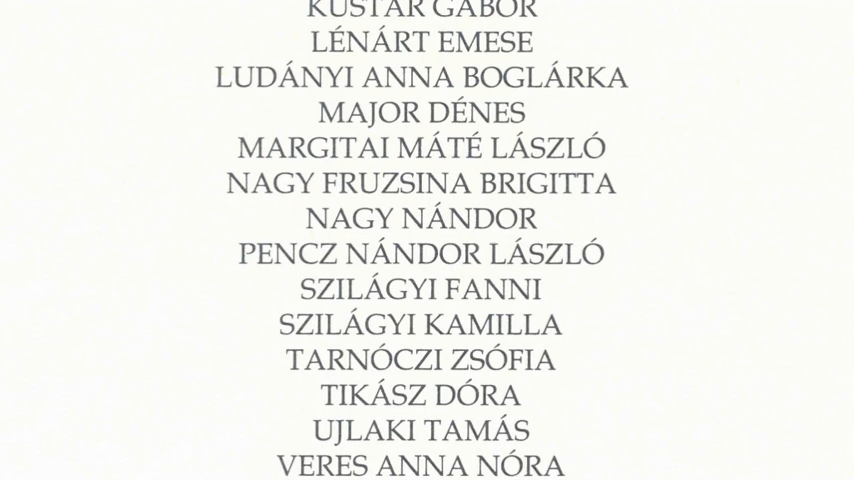 KUSTÁR GÁBOR
LÉNÁRT EMESE
LUDÁNYI ANNA BOGLÁRKA
MAJOR DÉNES
MARGITAI MÁTÉ LÁSZLÓ
NAGY FRUZSINA BRIGITTA
NAGY NÁNDOR
PENCZ NÁNDOR LÁSZLÓ
SZILÁGYI FANNI
SZILÁGYI KAMILLA
TARNÓCZI ZSÓFIA
TIKÁSZ DÓRA
UJLAKI TAMÁS
VERES ANNA NÓRA